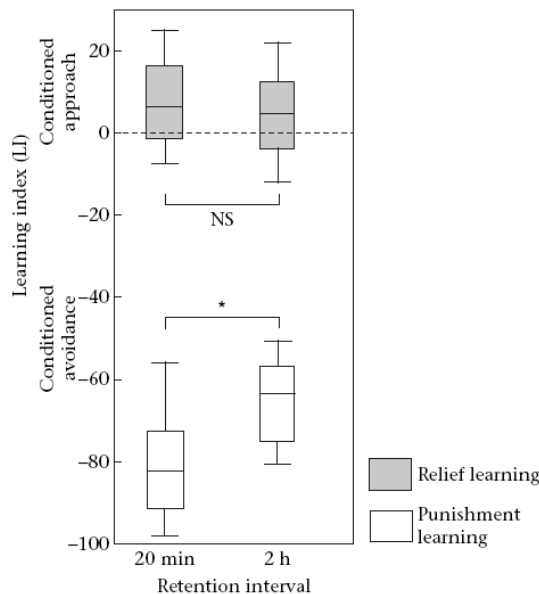 Conditioned
approach
Learning index (LI)
Conditioned
avoidance
20
0
−20
−40
−60
−80
−100
NS
*
20 min
2 h
Retention interval
Relief learning
Punishment
learning